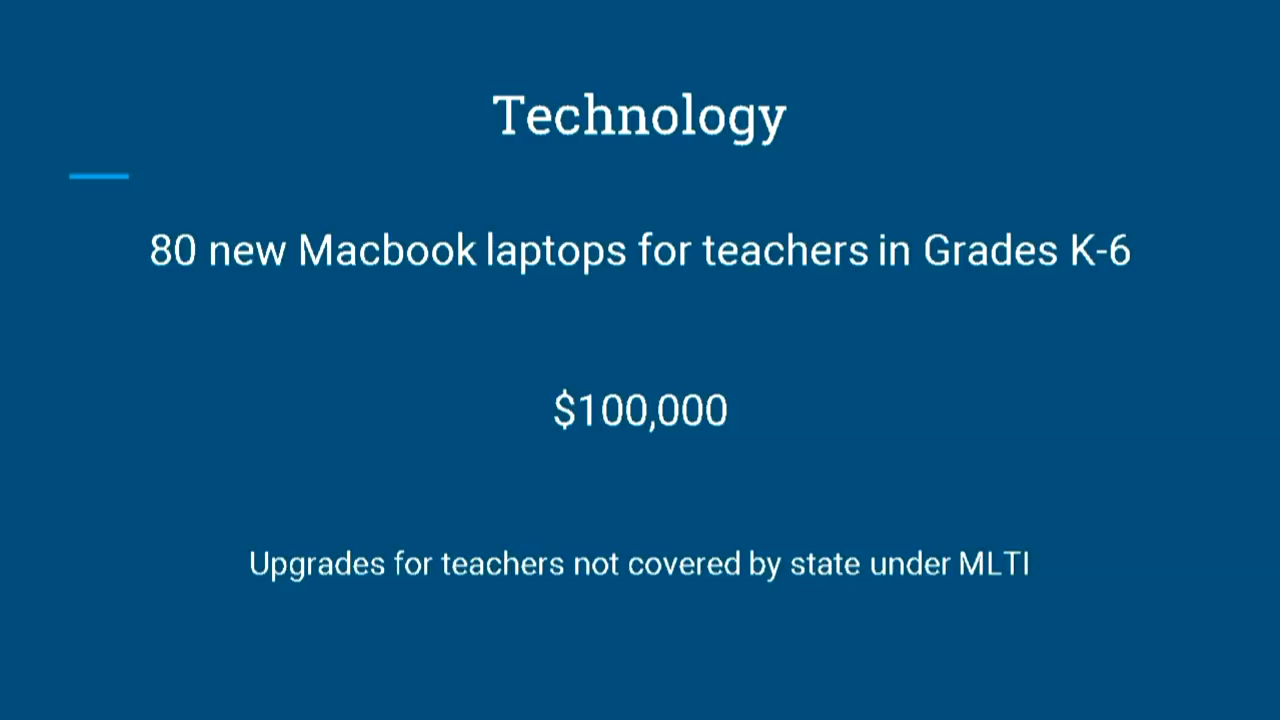 Technology
80 new Macbook laptops for teachers in Grades K-6
$100,000
Upgrades for teachers not covered by state under MLTI